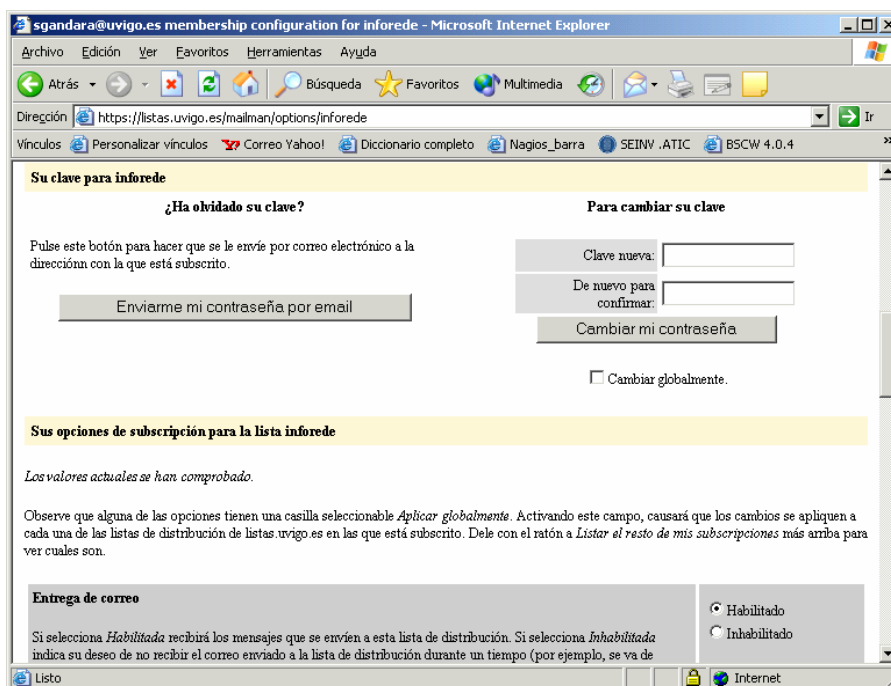 sgandara@uvigo.es membership configuration for inforede - Microsoft Internet Explorer
Archivo Edición Ver Favoritos Herramientas Ayuda
Atrás Búsqueda Favoritos Multimedia
Dirección https://listas.uvigo.es/mailman/options/inforede Ir
Vínculos Personalizar vínculos Correo Yahoo! Diccionario completo Nagios_barra SEINV .ATIC BSCW 4.0.4 »
Su clave para inforede
¿Ha olvidado su clave?
Pulse este botón para hacer que se le envíe por correo electrónico a la
direcciónn con la que está subscrito.
Enviarme mi contraseña por email
Para cambiar su clave
Clave nueva:
De nuevo para
confirmar:
Cambiar mi contraseña
Cambiar globalmente.
Sus opciones de subscripción para la lista inforede
Los valores actuales se han comprobado.
Observe que alguna de las opciones tienen una casilla seleccionable Aplicar globalmente. Activando este campo, causará que los cambios se apliquen a
cada una de las listas de distribución de listas.uvigo.es en las que está subscrito. Dele con el ratón a Listar el resto de mis subscripciones más arriba para
ver cuales son.
Entrega de correo
Si selecciona Habilitada recibirá los mensajes que se envíen a esta lista de distribución. Si selecciona Inhabilitada
indica su deseo de no recibir el correo enviado a la lista de distribución durante un tiempo (por ejemplo, se va de
Habilitado
Inhabilitado
Listo Internet